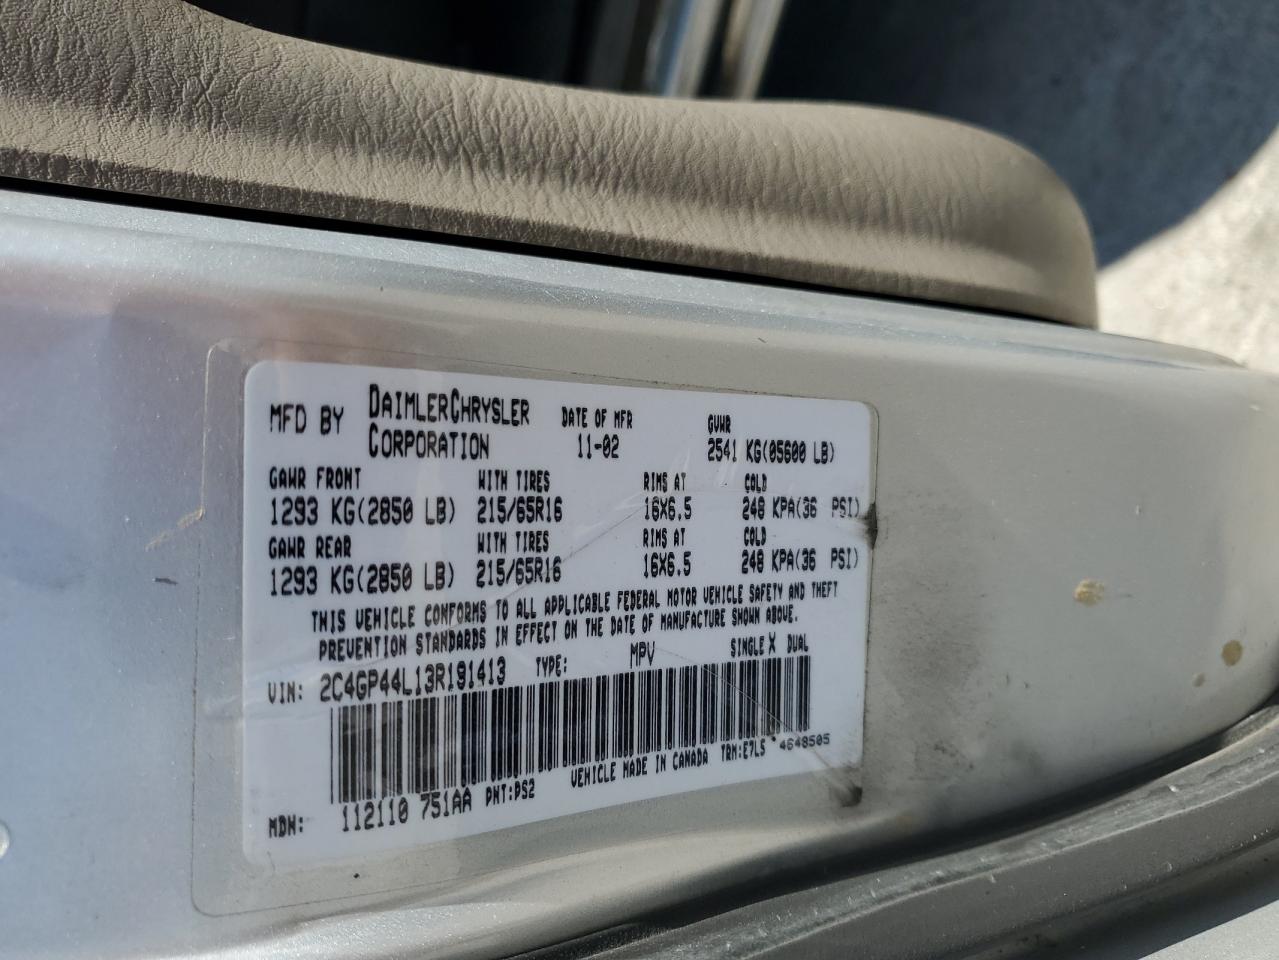 MFD BY DAIMLERCHRYSLER CORPORATION DATE OF MFR 11-02 GVWR 2541 KG(05600 LB)
GAWR FRONT WITH TIRES RIMS AT COLD
1293 KG(2850 LB) 215/65R16 16X6.5 248 KPA(36 PSI)
GAWR REAR WITH TIRES RIMS AT COLD
1293 KG(2850 LB) 215/65R16 16X6.5 248 KPA(36 PSI)
THIS VEHICLE CONFORMS TO ALL APPLICABLE FEDERAL MOTOR VEHICLE SAFETY AND THEFT
PREVENTION STANDARDS IN EFFECT ON THE DATE OF MANUFACTURE SHOWN ABOVE.
VIN: 2C4GP44L13R191413 TYPE: MPV SINGLE X DUAL
MDH: 112110 751AA PNT:PS2 VEHICLE MADE IN CANADA TRM:E7L5 4648505